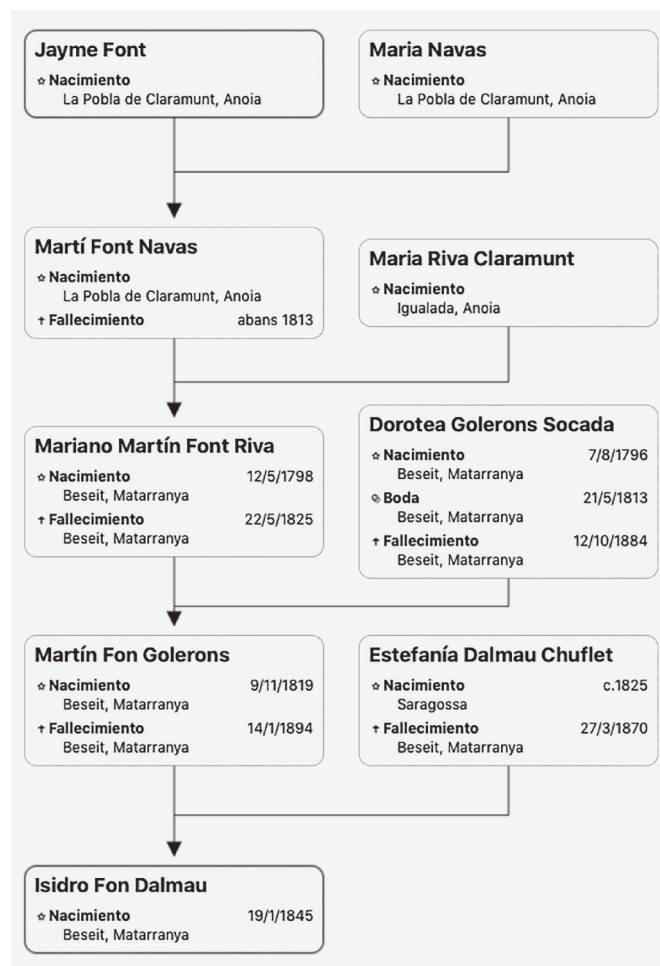 Jayme Font
Nacimiento
La Pobla de Claramunt, Anoia
Maria Navas
Nacimiento
La Pobla de Claramunt, Anoia
Martí Font Navas
Nacimiento
La Pobla de Claramunt, Anoia
Fallecimiento abans 1813
Maria Riva Claramunt
Nacimiento
Igualada, Anoia
Mariano Martín Font Riva
Nacimiento 12/5/1798
Beseit, Matarranya
Fallecimiento 22/5/1825
Beseit, Matarranya
Dorotea Golerons Socada
Nacimiento 7/8/1796
Beseit, Matarranya
Boda 21/5/1813
Beseit, Matarranya
Fallecimiento 12/10/1884
Beseit, Matarranya
Martín Fon Golerons
Nacimiento 9/11/1819
Beseit, Matarranya
Fallecimiento 14/1/1894
Beseit, Matarranya
Estefanía Dalmau Chuflet
Nacimiento c.1825
Saragossa
Fallecimiento 27/3/1870
Beseit, Matarranya
Isidro Fon Dalmau
Nacimiento 19/1/1845
Beseit, Matarranya